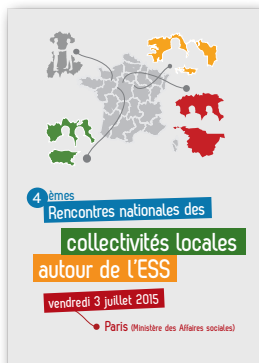 4èmes
Rencontres nationales des
collectivités locales
autour de l'ESS
vendredi 3 juillet 2015
Paris (Ministère des Affaires sociales)